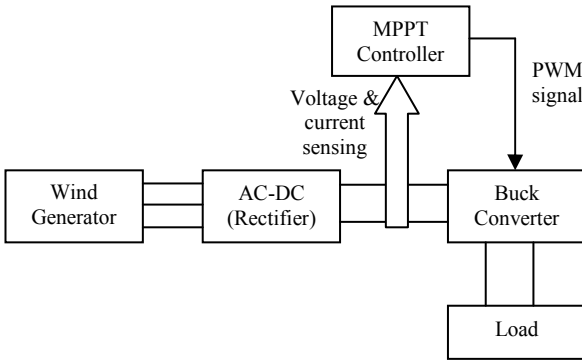 MPPT
Controller
PWM
signal
Voltage &
current
sensing
Wind
Generator
AC-DC
(Rectifier)
Buck
Converter
Load